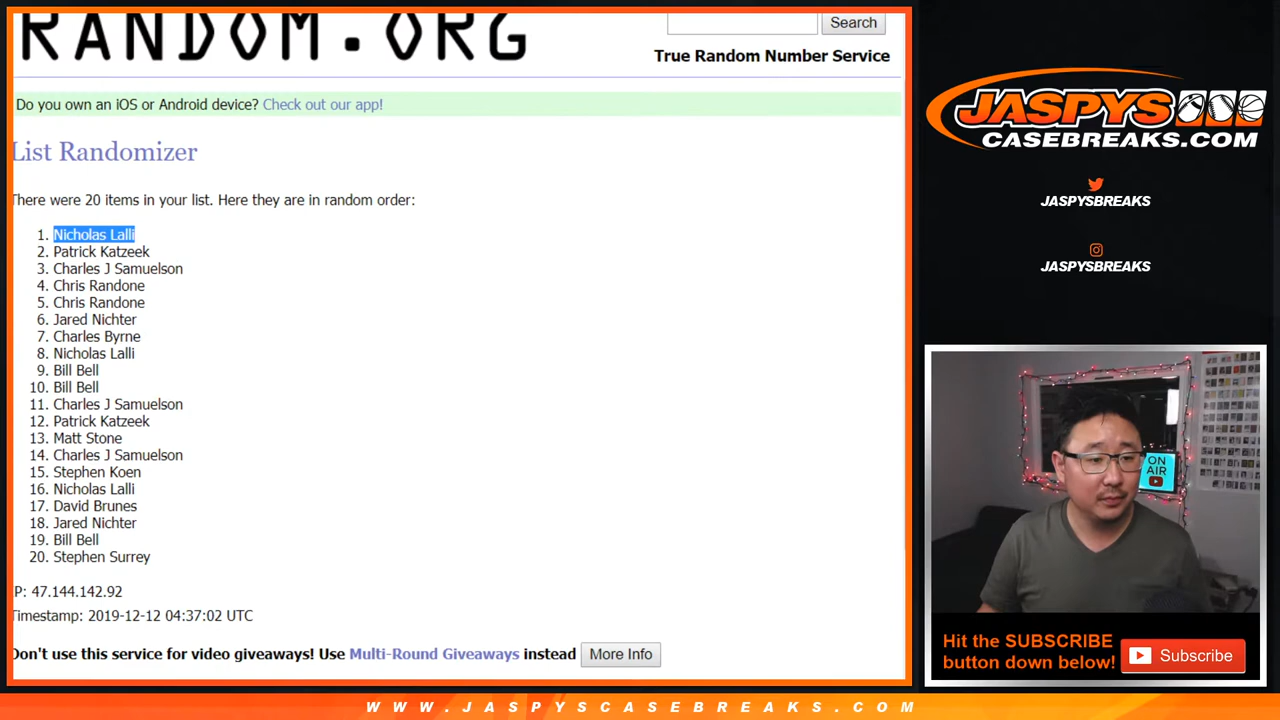 RANDOM.ORG
Search
True Random Number Service
Do you own an iOS or Android device? Check out our app!
List Randomizer
There were 20 items in your list. Here they are in random order:
1. Nicholas Lalli
2. Patrick Katzeek
3. Charles J Samuelson
4. Chris Randone
5. Chris Randone
6. Jared Nichter
7. Charles Byrne
8. Nicholas Lalli
9. Bill Bell
10. Bill Bell
11. Charles J Samuelson
12. Patrick Katzeek
13. Matt Stone
14. Charles J Samuelson
15. Stephen Koen
16. Nicholas Lalli
17. David Brunes
18. Jared Nichter
19. Bill Bell
20. Stephen Surrey
IP: 47.144.142.92
Timestamp: 2019-12-12 04:37:02 UTC
Don't use this service for video giveaways! Use Multi-Round Giveaways instead
More Info
JASPYS
CASEBREAKS.COM
JASPYSBREAKS
JASPYSBREAKS
ON
AIR
Hit the SUBSCRIBE
button down below!
Subscribe
WWW.JASPYSCASEBREAKS.COM